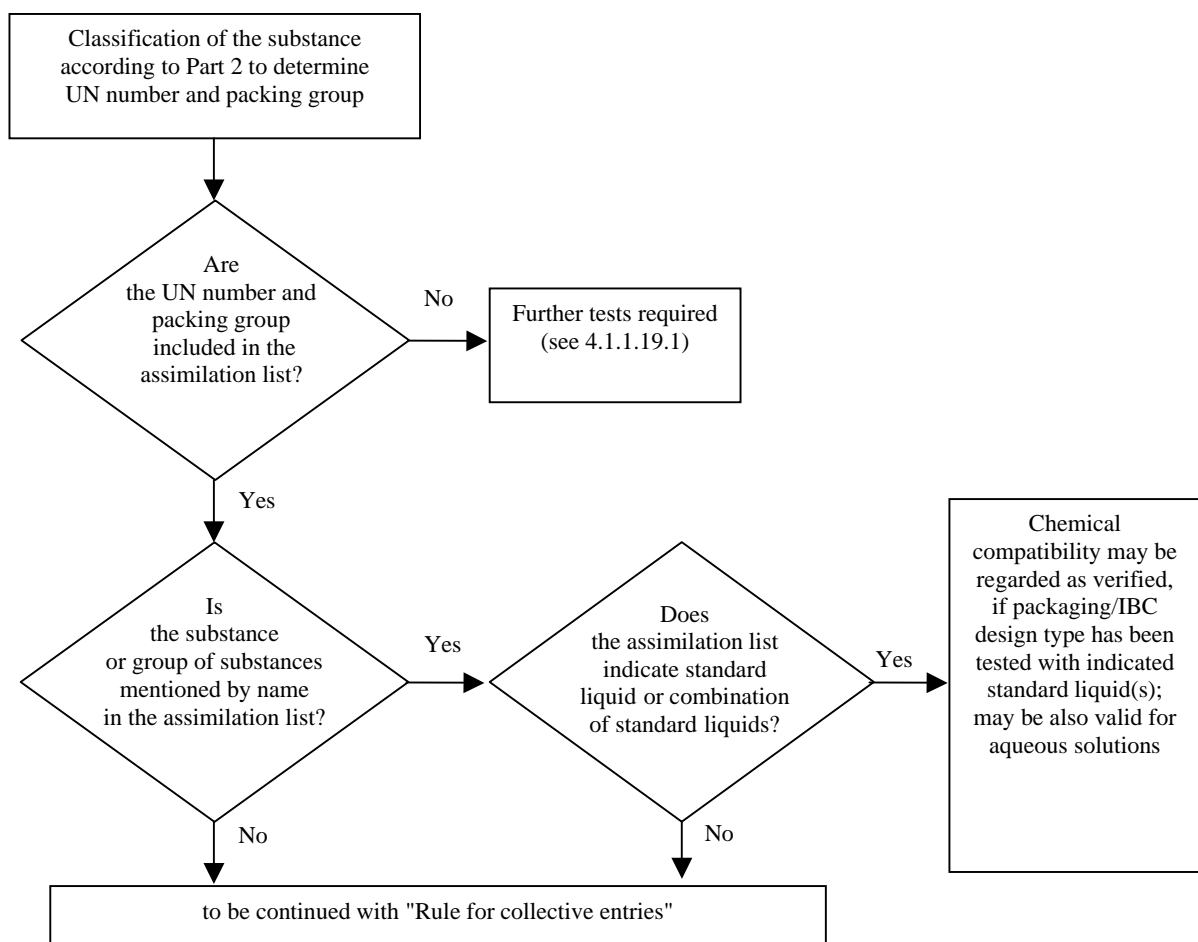 Classification of the substance
according to Part 2 to determine
UN number and packing group
Are
the UN number and
packing group
included in the
assimilation list?
No
Further tests required
(see 4.1.1.19.1)
Yes
Is
the substance
or group of substances
mentioned by name
in the assimilation list?
Yes
Does
the assimilation list
indicate standard
liquid or combination
of standard liquids?
Yes
Chemical
compatibility may be
regarded as verified,
if packaging/IBC
design type has been
tested with indicated
standard liquid(s);
may be also valid for
aqueous solutions
No
No
to be continued with "Rule for collective entries"